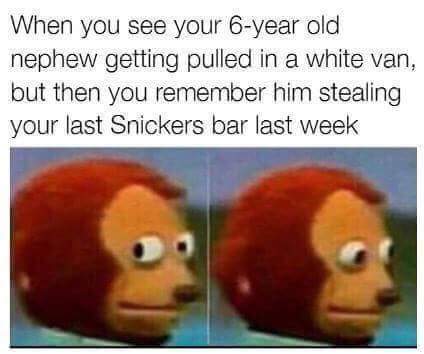 When you see your 6-year old
nephew getting pulled in a white van,
but then you remember him stealing
your last Snickers bar last week